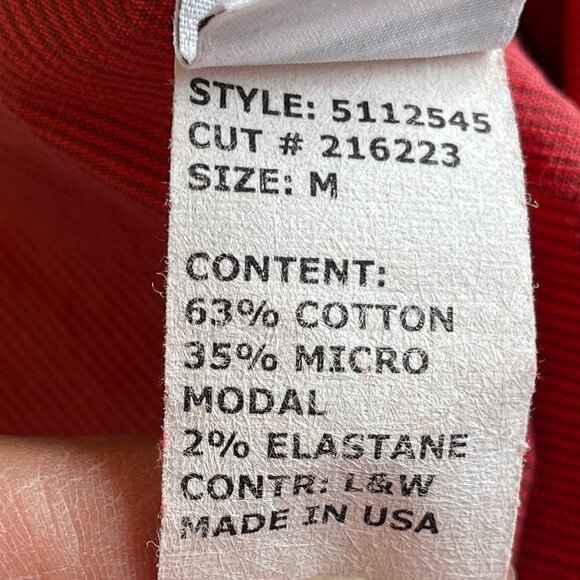 STYLE: 5112545
CUT # 216223
SIZE: M
CONTENT:
63% COTTON
35% MICRO
MODAL
2% ELASTANE
CONTR: L&W
MADE IN USA